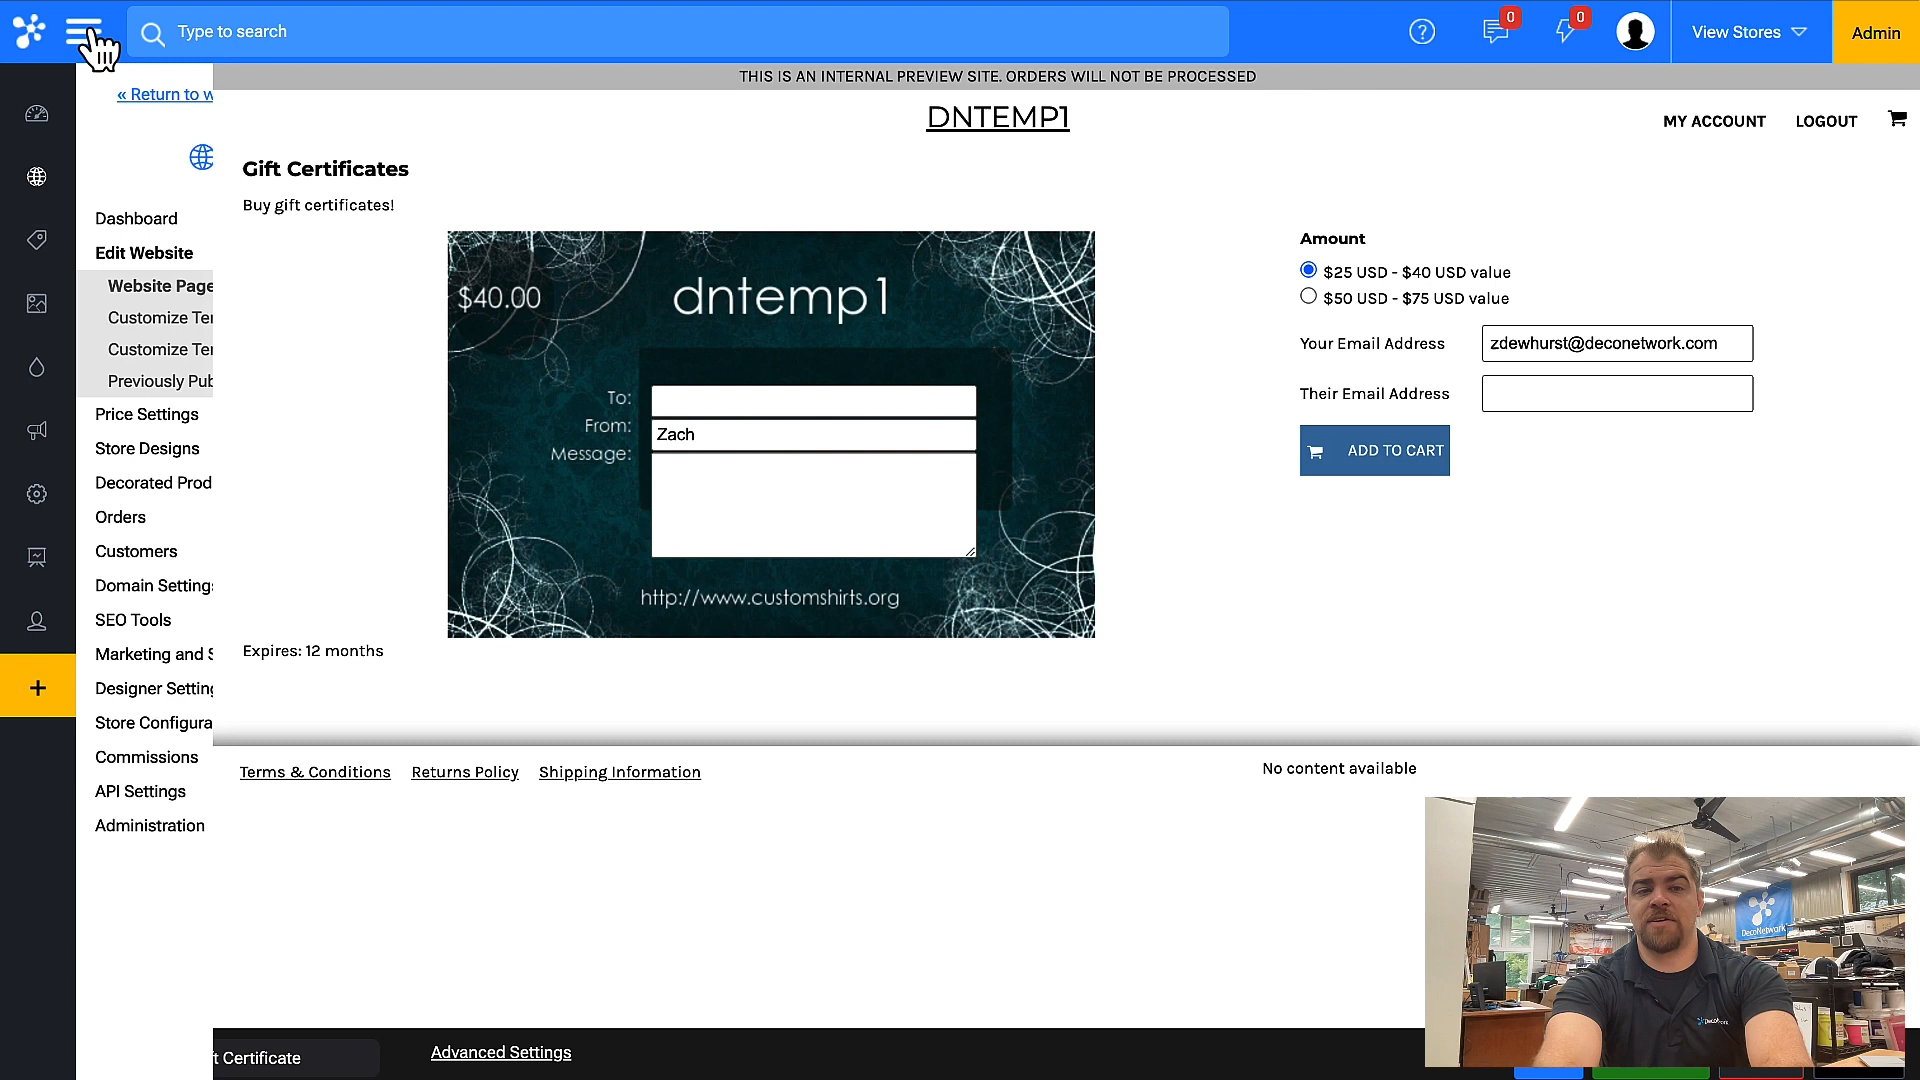 Type to search
0
0
View Stores
Admin
« Return to w
THIS IS AN INTERNAL PREVIEW SITE. ORDERS WILL NOT BE PROCESSED
DNTEMP1
MY ACCOUNT
LOGOUT
Dashboard
Edit Website
Website Page
Customize Ter
Customize Ter
Previously Pub
Price Settings
Store Designs
Decorated Prod
Orders
Customers
Domain Settings
SEO Tools
Marketing and S
Designer Setting
Store Configura
Commissions
API Settings
Administration
Gift Certificates
Buy gift certificates!
$40.00
dntemp1
To:
From:
Zach
Message:
http://www.customshirts.org
Expires: 12 months
Amount
$25 USD - $40 USD value
$50 USD - $75 USD value
Your Email Address
zdewhurst@deconetwork.com
Their Email Address
ADD TO CART
Terms & Conditions
Returns Policy
Shipping Information
No content available
DecoNetwork
t Certificate
Advanced Settings